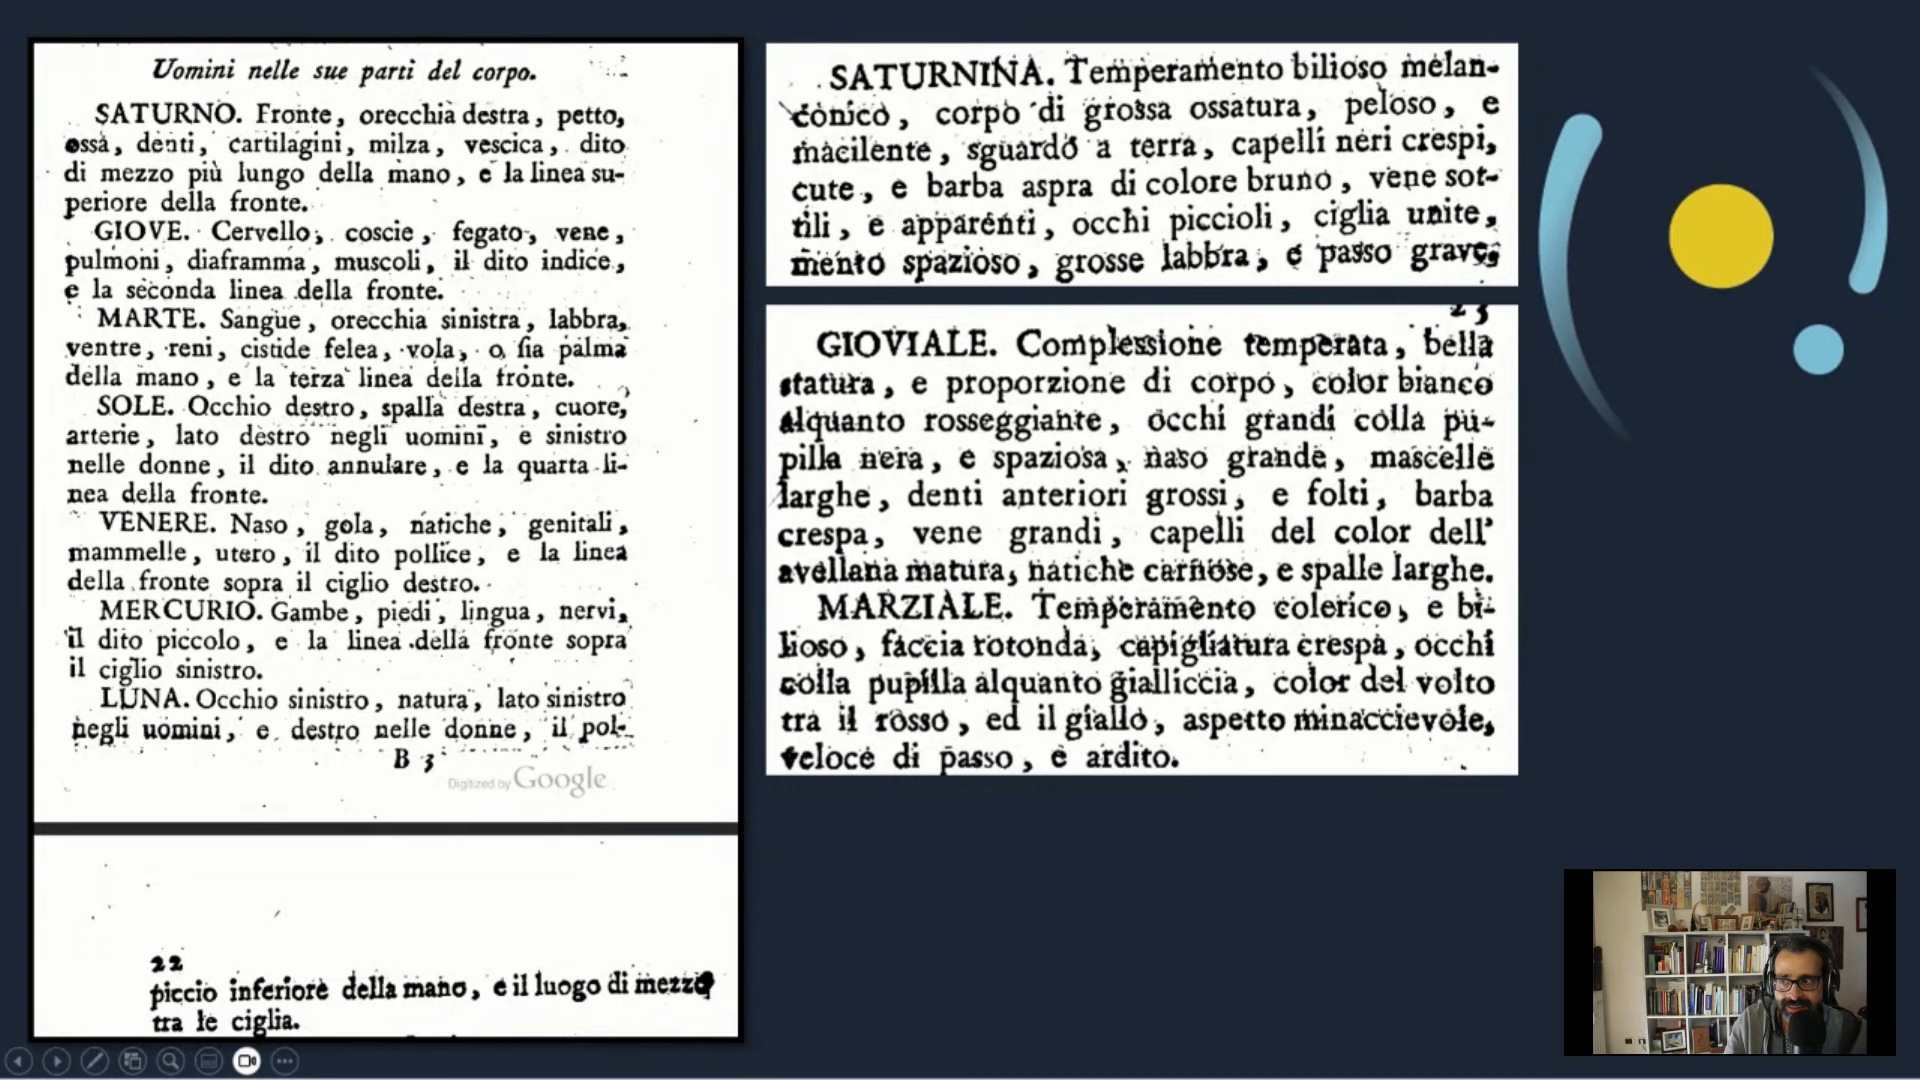 Uomini nelle sue parti del corpo.
SATURNO. Fronte, orecchia destra, petto,
ossa, denti, cartilagini, milza, vescica, dito
di mezzo più lungo della mano, e la linea su-
periore della fronte.
GIOVE. Cervello, coscie, fegato, vene,
pulmoni, diaframma, muscoli, il dito indice,
e la seconda linea della fronte.
MARTE. Sangue, orecchia sinistra, labbra,
ventre, reni, cistide felea, vola, o sia palma
della mano, e la terza linea della fronte.
SOLE. Occhio destro, spalla destra, cuore,
arterie, lato destro negli uomini, e sinistro
nelle donne, il dito annulare, e la quarta li-
nea della fronte.
VENERE. Naso, gola, natiche, genitali,
mammelle, utero, il dito pollice, e la linea
della fronte sopra il ciglio destro.
MERCURIO. Gambe, piedi, lingua, nervi,
il dito piccolo, e la linea della fronte sopra
il ciglio sinistro.
LUNA. Occhio sinistro, natura, lato sinistro
negli uomini, e destro nelle donne, il pol-
B 3
Digitized by Google
22
piccio inferiore della mano, e il luogo di mezzo
tra le ciglia.
SATURNINA. Temperamento bilioso melan-
conico, corpo di grossa ossatura, peloso, e
macilente, sguardo a terra, capelli neri crespi,
cute, e barba aspra di colore bruno, vene sot-
tili, e apparenti, occhi piccioli, ciglia unite,
mento spazioso, grosse labbra, e passo grave,
23
GIOVIALE. Complessione temperata, bella
statura, e proporzione di corpo, color bianco
alquanto rosseggiante, occhi grandi colla pu-
pilla nera, e spaziosa, naso grande, mascelle
larghe, denti anteriori grossi, e folti, barba
crespa, vene grandi, capelli del color dell'
avellana matura, natiche carnose, e spalle larghe.
MARZIALE. Temperamento colerico, e bi-
lioso, faccia rotonda, capigliatura crespa, occhi
colla pupilla alquanto gialliccia, color del volto
tra il rosso, ed il giallo, aspetto minaccievole,
veloce di passo, e ardito.